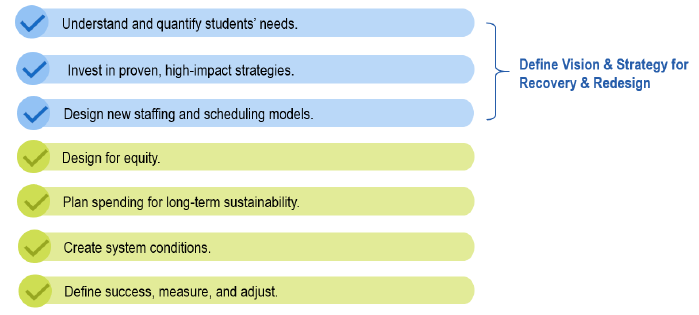 Understand and quantify students’ needs.
Invest in proven, high-impact strategies.
Design new staffing and scheduling models.
Define Vision & Strategy for
Recovery & Redesign
Design for equity.
Plan spending for long-term sustainability.
Create system conditions.
Define success, measure, and adjust.